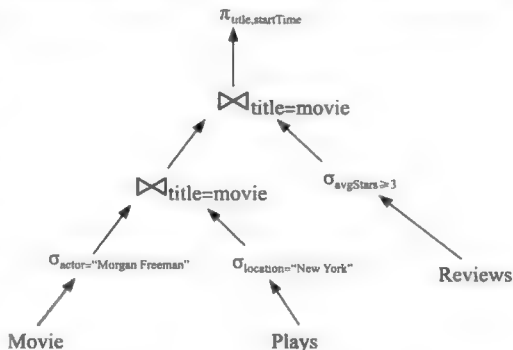 π title,startTime
⋈ title=movie
σ avgStars≥3
⋈ title=movie
σ actor="Morgan Freeman"
σ location="New York"
Reviews
Movie
Plays